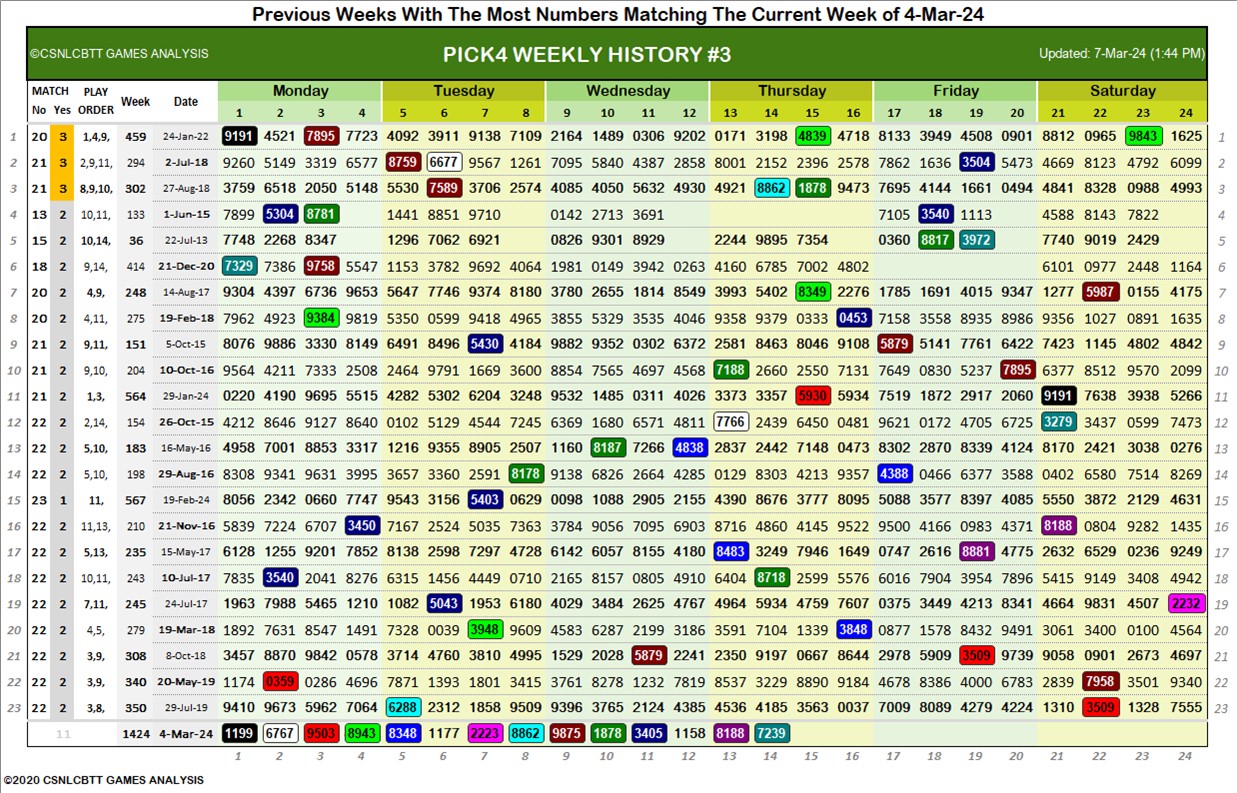 Previous Weeks With The Most Numbers Matching The Current Week of 4-Mar-24
©CSNLCBTT GAMES ANALYSIS PICK4 WEEKLY HISTORY #3 Updated: 7-Mar-24 (1:44 PM)
MATCH PLAY Week Date Monday Tuesday Wednesday Thursday Friday Saturday
No Yes ORDER 1 2 3 4 5 6 7 8 9 10 11 12 13 14 15 16 17 18 19 20 21 22 23 24
1 20 3 1,4,9, 459 24-Jan-22 9191 4521 7895 7723 4092 3911 9138 7109 2164 1489 0306 9202 0171 3198 4839 4718 8133 3949 4508 0901 8812 0965 9843 1625 1
2 21 3 2,9,11, 294 2-Jul-18 9260 5149 3319 6577 8759 6677 9567 1261 7095 5840 4387 2858 8001 2152 2396 2578 7862 1636 3504 5473 4669 8123 4792 6099 2
3 21 3 8,9,10, 302 27-Aug-18 3759 6518 2050 5148 5530 7589 3706 2574 4085 4050 5632 4930 4921 8862 1878 9473 7695 4144 1661 0494 4841 8328 0988 4993 3
4 13 2 10,11, 133 1-Jun-15 7899 5304 8781 1441 8851 9710 0142 2713 3691 7105 3540 1113 4588 8143 7822 4
5 15 2 10,14, 36 22-Jul-13 7748 2268 8347 1296 7062 6921 0826 9301 8929 2244 9895 7354 0360 8817 3972 7740 9019 2429 5
6 18 2 9,14, 414 21-Dec-20 7329 7386 9758 5547 1153 3782 9692 4064 1981 0149 3942 0263 4160 6785 7002 4802 6101 0977 2448 1164 6
7 20 2 4,9, 248 14-Aug-17 9304 4397 6736 9653 5647 7746 9374 8180 3780 2655 1814 8549 3993 5402 8349 2276 1785 1691 4015 9347 1277 5987 0155 4175 7
8 20 2 4,11, 275 19-Feb-18 7962 4923 9384 9819 5350 0599 9418 4965 5852 5329 3535 4046 9358 9379 0333 0453 7158 3558 8935 8986 9356 1027 0891 1635 8
9 21 2 9,11, 151 5-Oct-15 8076 9886 3330 8149 6491 8496 5430 4184 9882 9352 0302 6372 2581 8463 8046 9108 5879 5141 7761 6422 7423 1145 4802 4842 9
10 21 2 9,10, 204 10-Oct-16 9564 4211 7333 2508 2464 9791 1669 3600 8854 7565 4697 4568 7188 2660 2550 7131 7649 0830 5237 7895 6377 8512 9570 2099 10
11 21 2 1,3, 564 29-Jan-24 0220 4190 9695 5515 4282 5302 6204 3248 9532 1485 0311 4026 3373 3357 5930 5934 7519 1872 2917 2060 9191 7638 3938 5266 11
12 22 2 2,14, 154 26-Oct-15 4212 8646 9127 0740 0102 5129 4544 7245 6369 1680 6571 4811 7766 2439 6450 0481 9621 0172 4705 6725 3279 3437 0599 7473 12
13 22 2 5,10, 183 16-May-16 4958 7001 8853 3317 1216 9355 8905 2507 1160 8187 7266 4838 2837 2442 7148 0473 8302 2870 8339 4124 8170 2421 3038 0276 13
14 22 2 5,10, 198 29-Aug-16 8308 9341 9631 3995 3657 3360 2591 8178 9138 6826 2664 4285 0129 8303 4213 9357 4388 0466 0677 3588 0402 6580 7514 8269 14
15 23 1 11, 567 19-Feb-24 8056 2342 0660 7747 9543 3156 5403 0629 0098 1088 2905 2155 4390 8676 7777 8095 5088 3577 8397 4085 5550 3872 2129 4631 15
16 22 2 11,13, 210 21-Nov-16 5839 7224 6707 3450 7167 2524 5035 7363 3784 9056 7095 6903 8716 4860 4145 9522 9500 4166 0983 4371 8188 0804 9282 1435 16
17 22 2 5,13, 235 15-May-17 6128 1255 9201 7852 8138 2598 7297 4728 6142 6057 8155 4180 8483 3249 7946 1649 0747 2616 8881 4775 2632 6529 0236 9249 17
18 22 2 10,11, 243 10-Jul-17 7835 3540 2041 8276 6315 1456 4449 0710 2165 8157 0805 4910 6404 8718 2599 5576 6016 7904 3954 7896 5415 9149 3408 4942 18
19 22 2 7,11, 245 24-Jul-17 1963 7988 5465 1210 1082 5043 1953 6180 4029 3484 2625 4767 4964 5934 4759 7607 0375 3449 4213 8341 4664 9831 4507 2232 19
20 22 2 4,5, 279 19-Mar-18 1892 7631 8547 1491 7328 0039 3948 9609 4583 6287 2199 3186 3591 7104 1339 3848 0877 1578 8432 9491 3061 3400 0100 4564 20
21 22 2 3,9, 308 8-Oct-18 3457 8870 9842 0578 3714 4760 3810 4995 1529 2028 5879 2241 2350 9197 0667 8644 2978 5909 3509 9739 9058 0901 2673 4697 21
22 22 2 3,9, 340 20-May-19 1174 0359 0286 4696 7871 1393 1801 3415 3761 8278 1232 7819 3537 3229 8890 9184 4678 8386 4000 6783 2839 7958 3501 9340 22
23 22 2 3,8, 350 29-Jul-19 9410 9673 5962 7064 6288 2312 1858 9509 9396 3765 2124 4385 4536 4185 3563 0037 7009 8089 4279 4224 1310 3509 1328 7555 23
11 1424 4-Mar-24 1199 6767 9503 8943 8348 1177 2223 8862 9875 1878 3405 1158 8188 7239
1 2 3 4 5 6 7 8 9 10 11 12 13 14 15 16 17 18 19 20 21 22 23 24
©2020 CSNLCBTT GAMES ANALYSIS